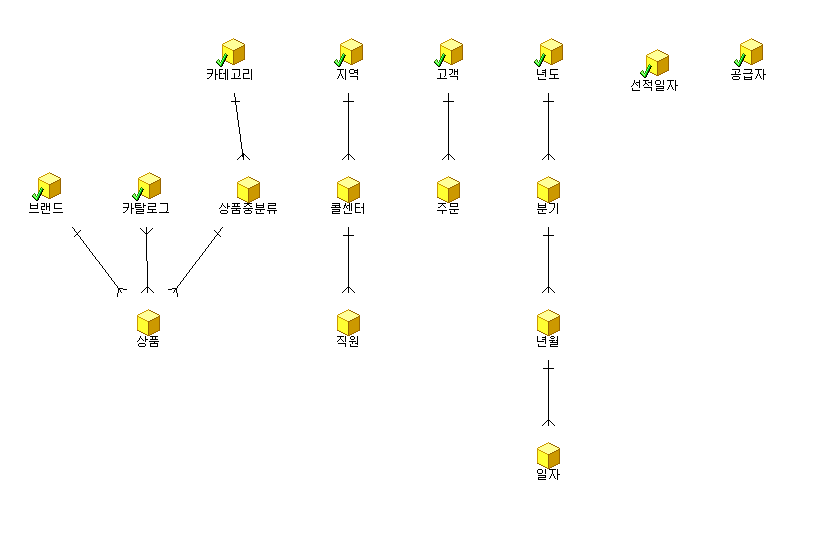 카테고리
지역
고객
년도
선적일자
공급자
브랜드
카탈로그
상품중분류
콜센터
주문
분기
상품
직원
년월
일자